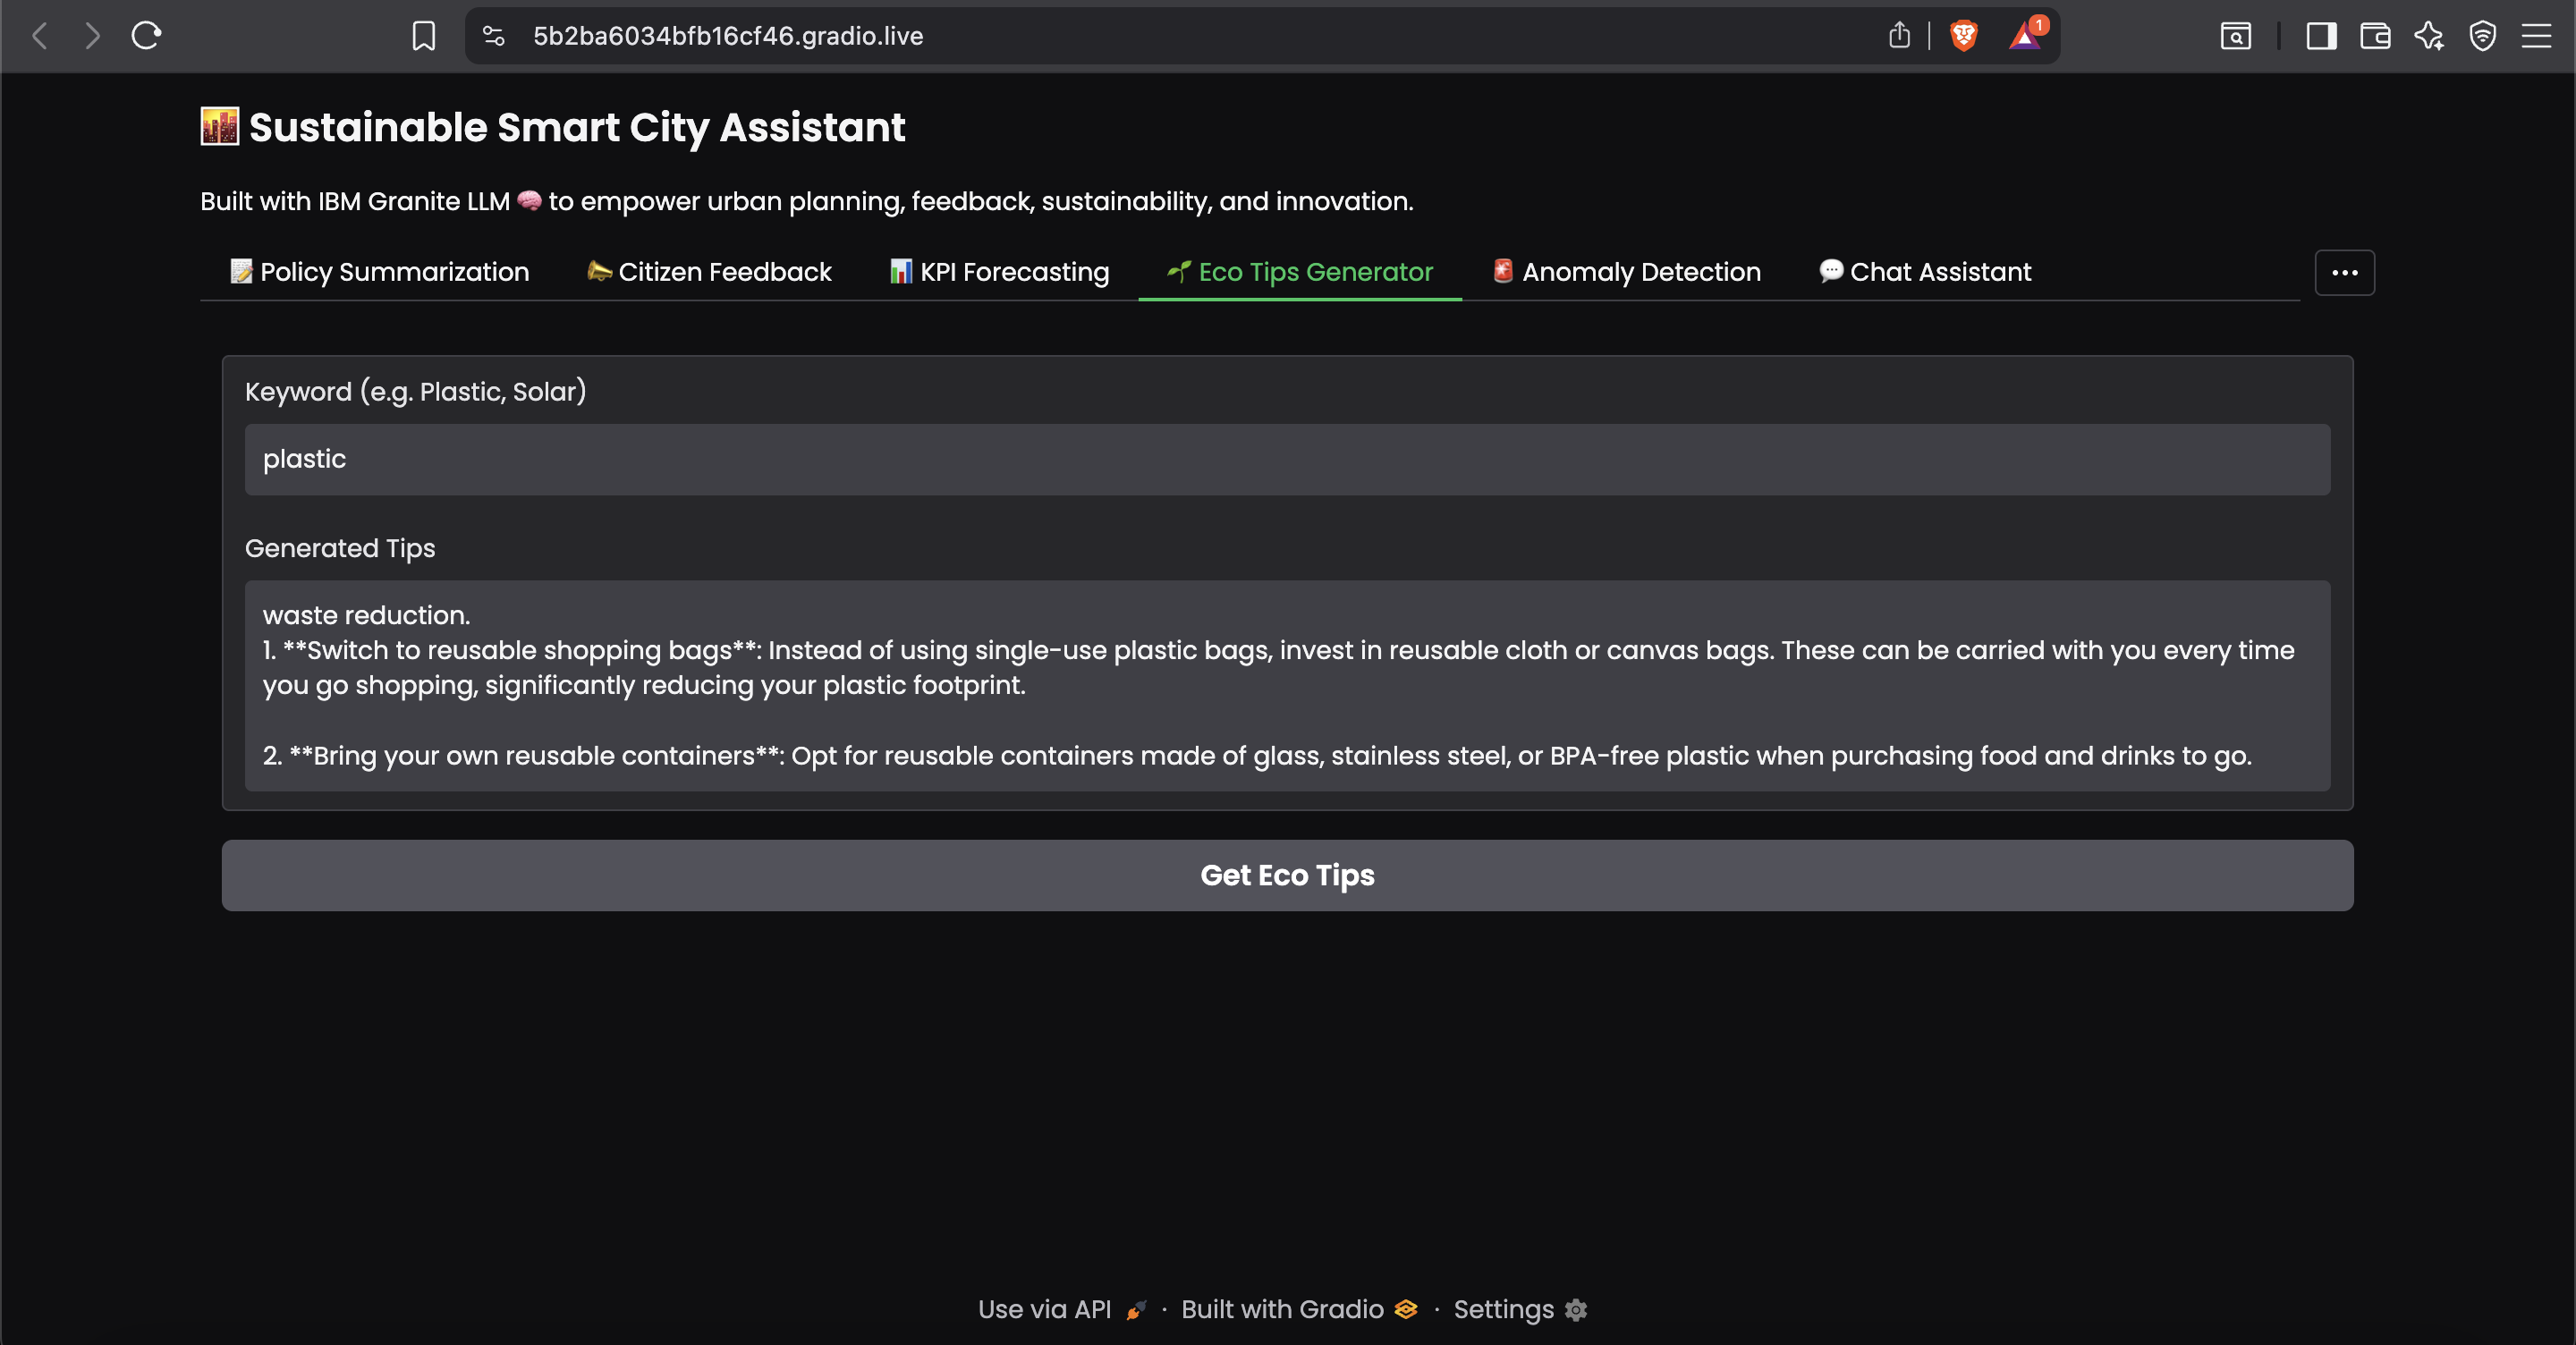 5b2ba6034bfb16cf46.gradio.live
1
Sustainable Smart City Assistant
Built with IBM Granite LLM 🧠 to empower urban planning, feedback, sustainability, and innovation.
📝 Policy Summarization 📣 Citizen Feedback 📊 KPI Forecasting 🌱 Eco Tips Generator 🚨 Anomaly Detection 💬 Chat Assistant
Keyword (e.g. Plastic, Solar)
plastic
Generated Tips
waste reduction.
1. **Switch to reusable shopping bags**: Instead of using single-use plastic bags, invest in reusable cloth or canvas bags. These can be carried with you every time
you go shopping, significantly reducing your plastic footprint.
2. **Bring your own reusable containers**: Opt for reusable containers made of glass, stainless steel, or BPA-free plastic when purchasing food and drinks to go.
Get Eco Tips
Use via API · Built with Gradio · Settings